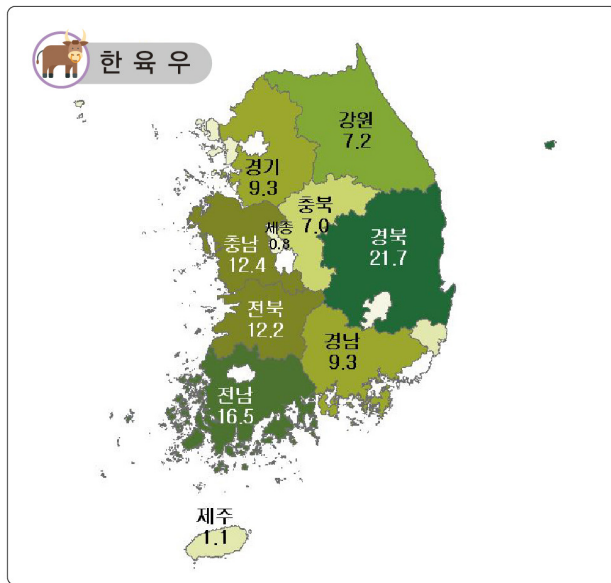 한육우
강원
7.2
경기
9.3
충북
7.0
세종
0.8
경북
21.7
충남
12.4
전북
12.2
경남
9.3
전남
16.5
제주
1.1